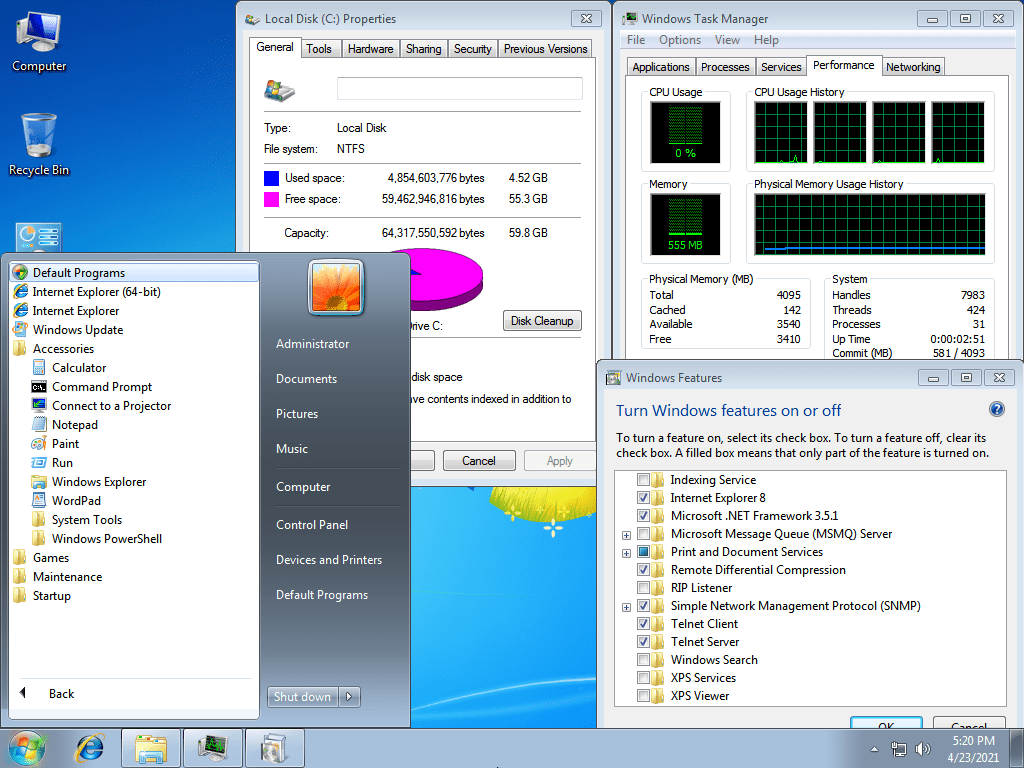 Computer
Recycle Bin
Local Disk (C:) Properties
General Tools Hardware Sharing Security Previous Versions
Type: Local Disk
File system: NTFS
Used space: 4,854,603,776 bytes 4.52 GB
Free space: 59,462,946,816 bytes 55.3 GB
Capacity: 64,317,550,592 bytes 59.8 GB
rive C: Disk Cleanup
disk space
ve contents indexed in addition to
Cancel Apply
Windows Task Manager
File Options View Help
Applications Processes Services Performance Networking
CPU Usage CPU Usage History
0 %
Memory Physical Memory Usage History
555 MB
Physical Memory (MB)
Total 4095
Cached 142
Available 3540
Free 3410
System
Handles 7983
Threads 424
Processes 31
Up Time 0:00:02:51
Commit (MB) 581 / 4093
Default Programs
Internet Explorer (64-bit)
Internet Explorer
Windows Update
Accessories
Calculator
Command Prompt
Connect to a Projector
Notepad
Paint
Run
Windows Explorer
WordPad
System Tools
Windows PowerShell
Games
Maintenance
Startup
Back
Administrator
Documents
Pictures
Music
Computer
Control Panel
Devices and Printers
Default Programs
Shut down
Windows Features
Turn Windows features on or off
To turn a feature on, select its check box. To turn a feature off, clear its
check box. A filled box means that only part of the feature is turned on.
Indexing Service
Internet Explorer 8
Microsoft .NET Framework 3.5.1
Microsoft Message Queue (MSMQ) Server
Print and Document Services
Remote Differential Compression
RIP Listener
Simple Network Management Protocol (SNMP)
Telnet Client
Telnet Server
Windows Search
XPS Services
XPS Viewer
OK Cancel
5:20 PM
4/23/2021